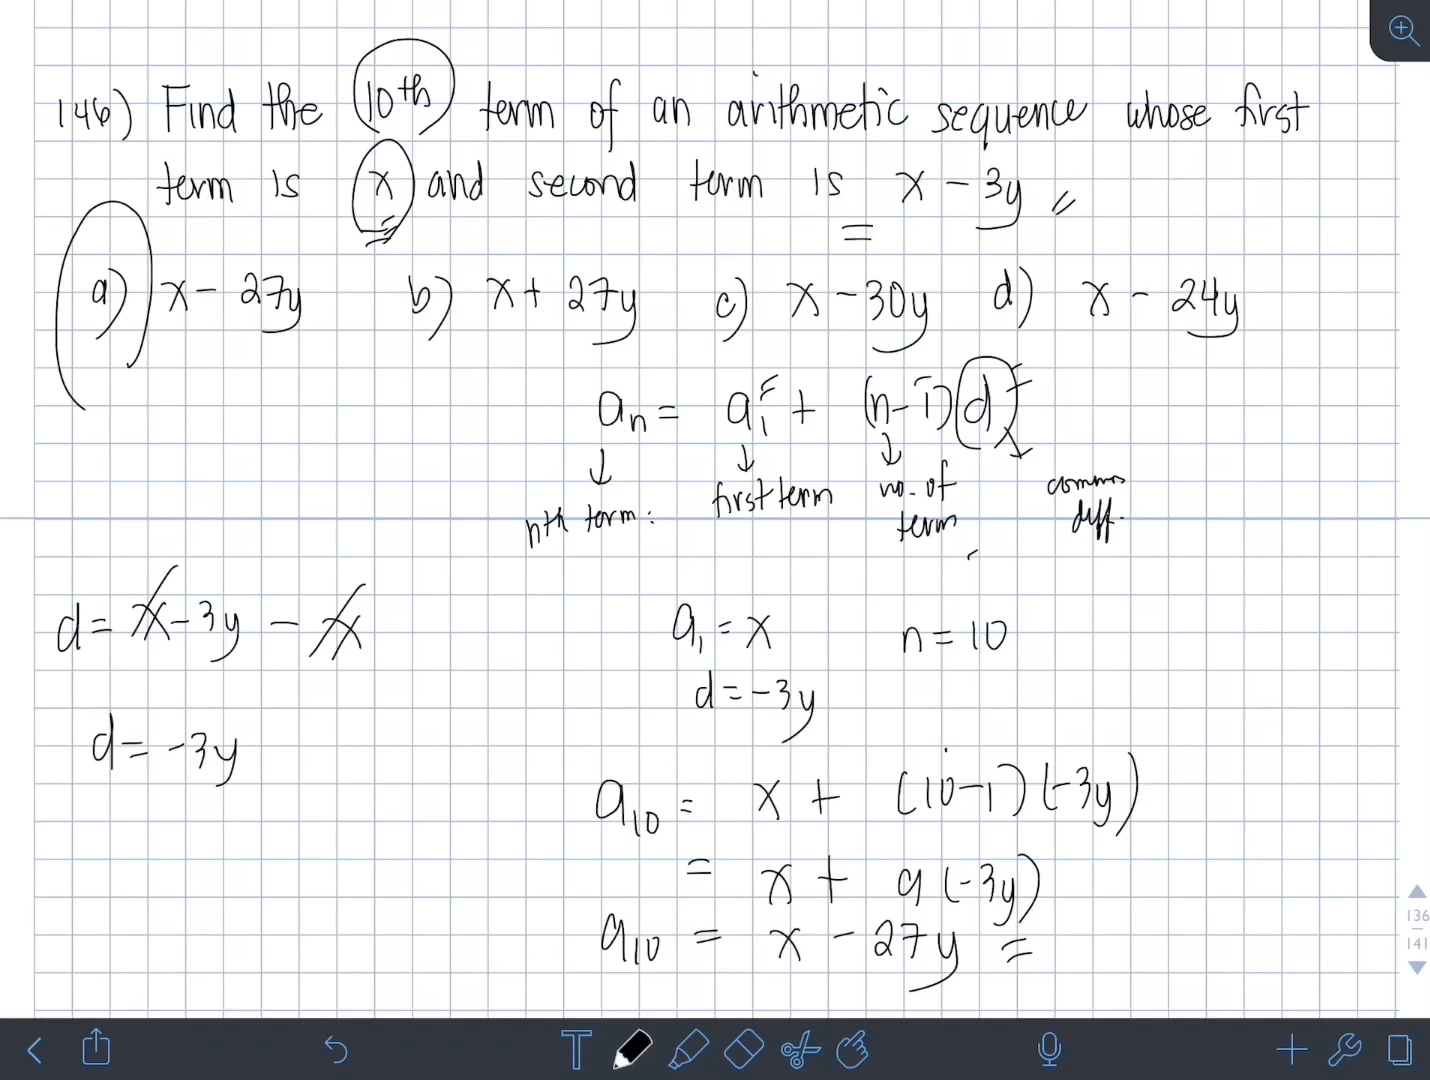 146) Find the 10th term of an arithmetic sequence whose first
term is x and second term is x - 3y
a) x - 27y b) x + 27y c) x - 30y d) x - 24y
an = a1 + (n-1)(d)
nth term: first term no. of term common diff.
d = x - 3y - x
a1 = x n = 10
d = -3y
d = -3y
a10 = x + (10-1)(-3y)
= x + 9(-3y)
a10 = x - 27y =
136
141
T